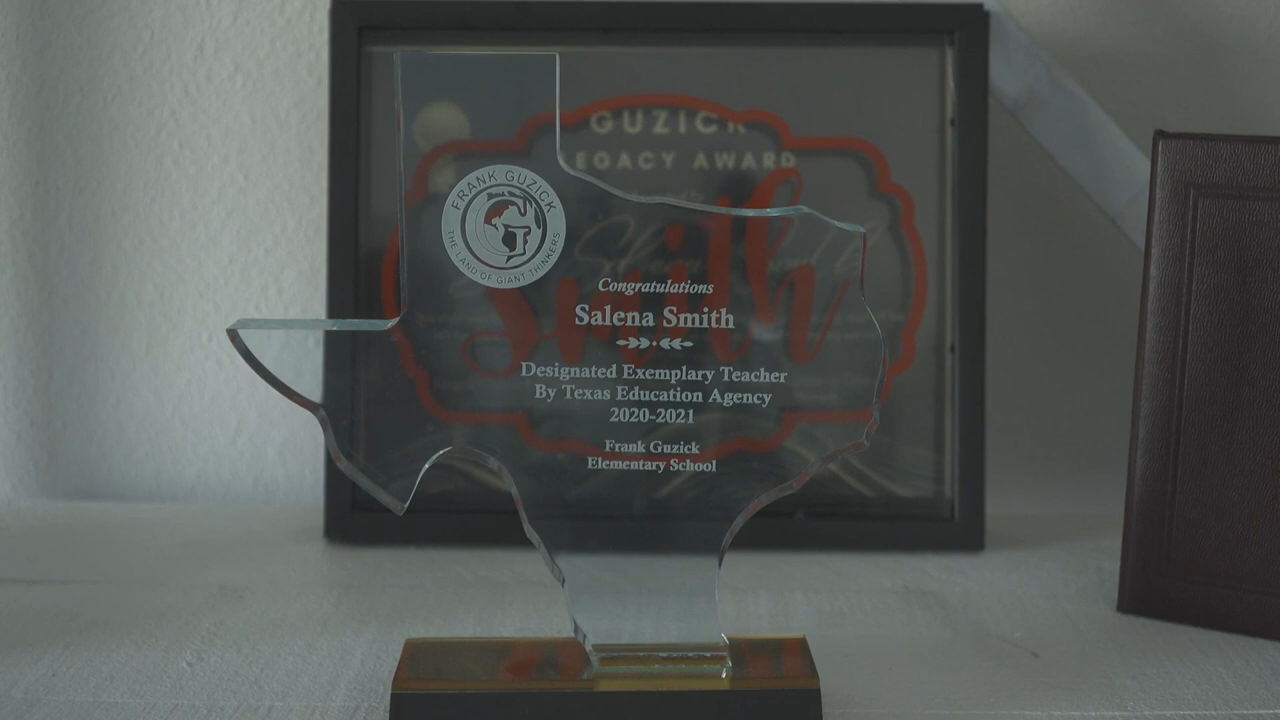 GUZICK
LEGACY AWARD
Smith
FRANK GUZICK
THE LAND OF GIANT THINKERS
Congratulations
Salena Smith
Designated Exemplary Teacher
By Texas Education Agency
2020-2021
Frank Guzick
Elementary School